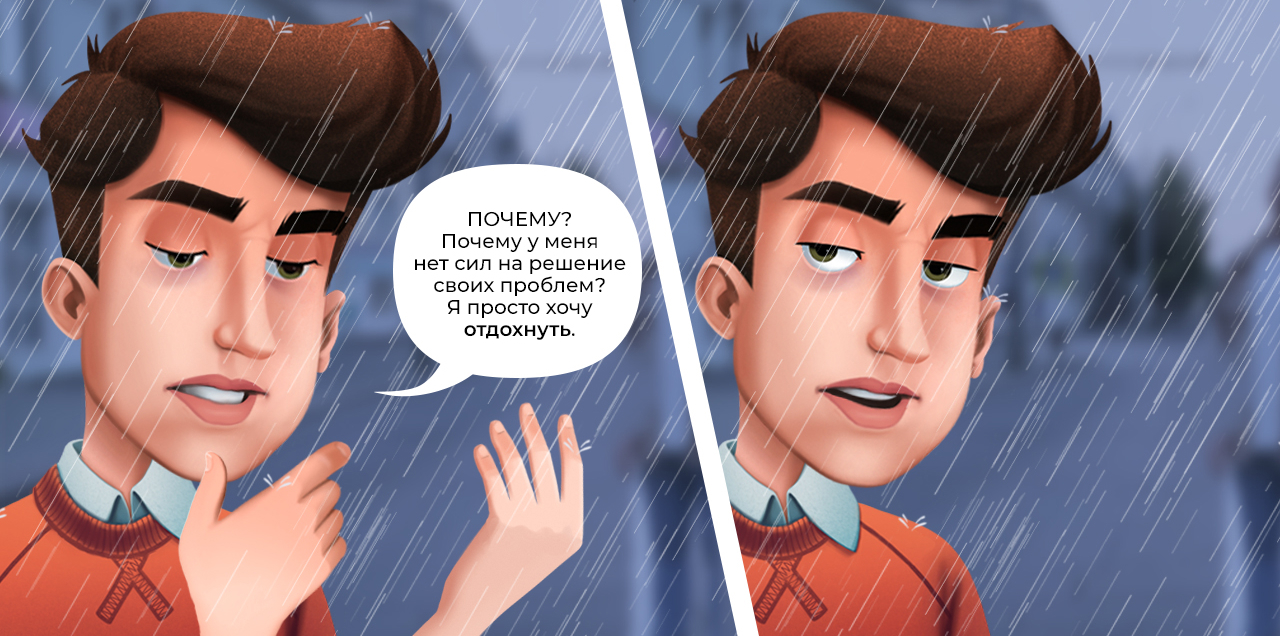 ПОЧЕМУ?
Почему у меня
нет сил на решение
своих проблем?
Я просто хочу
отдохнуть.